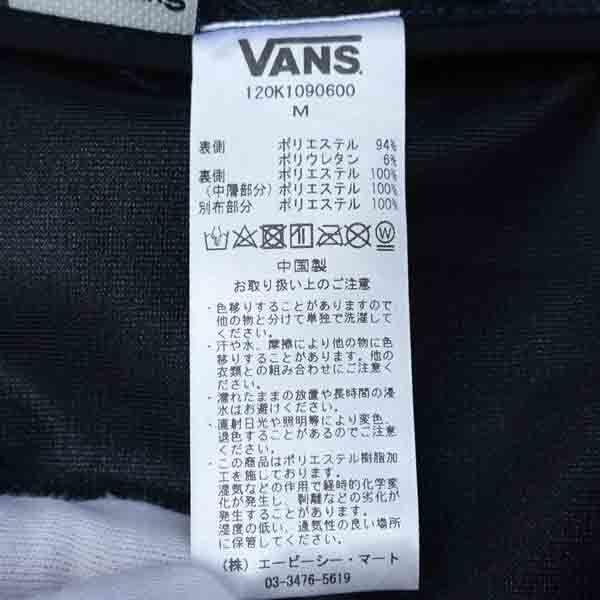 VANS
VANS
120K1090600
M
表側 ポリエステル 94%
ポリウレタン 6%
裏側 ポリエステル 100%
(中層部分) ポリエステル 100%
別布部分 ポリエステル 100%
中国製
お取り扱い上のご注意
・色移りすることがありますので
他の物と分けて単独で洗濯して
ください。
・汗や水、摩擦により他の物に色
移りすることがあります。他の
衣類との組み合わせにご注意く
ださい。
・濡れたままの放置や長時間の浸
水はお避けください。
・直射日光や照明等により変色、
退色することがあるのでご注意
ください。
・この商品はポリエステル樹脂加
工を施しております。
湿気などの作用で経時的化学変
化が発生し、剥離などの劣化が
発生することがあります。
湿度の低い、通気性の良い場所
に保管してください。
(株) エービーシー・マート
03-3476-5619